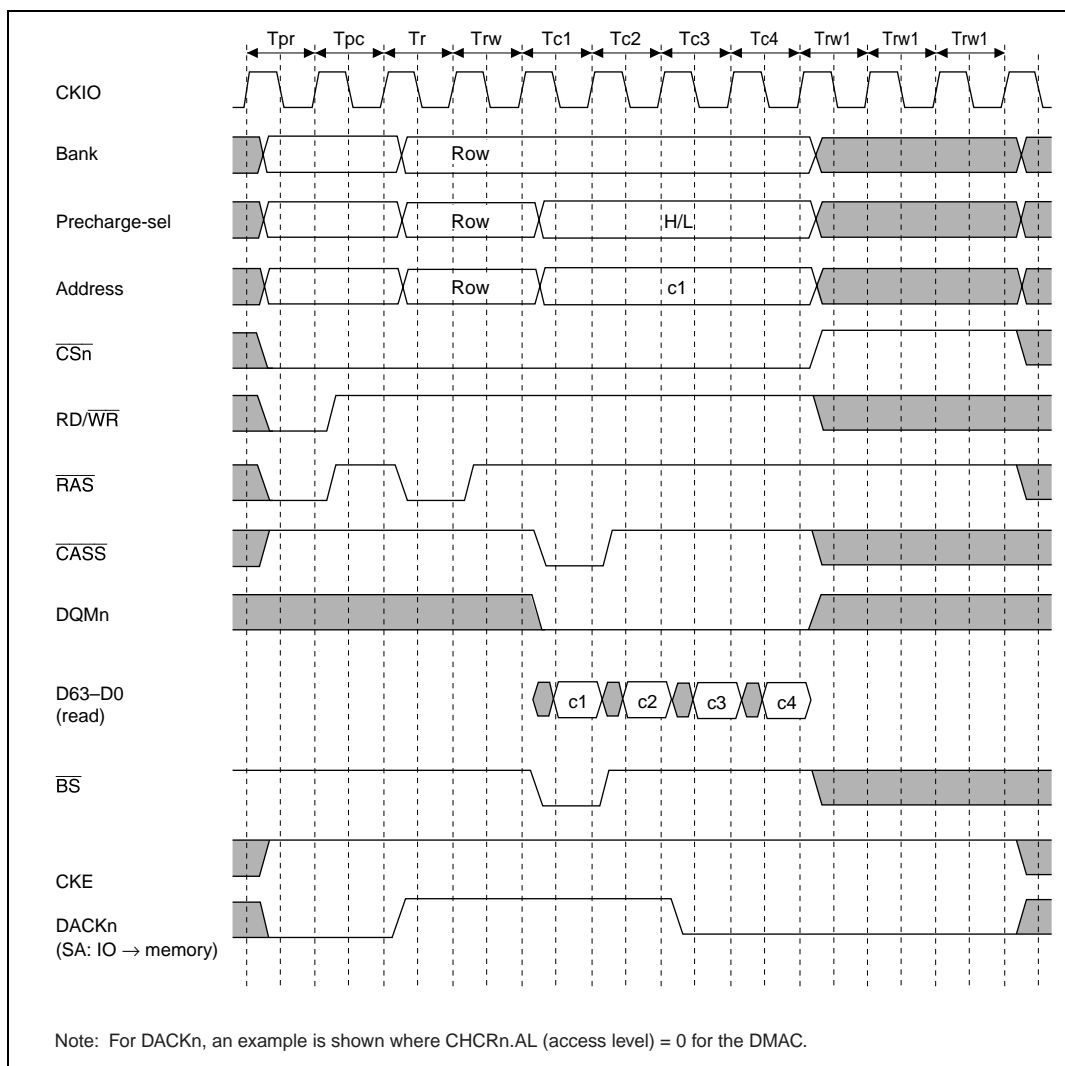 Tpr Tpc Tr Trw Tc1 Tc2 Tc3 Tc4 Trw1 Trw1 Trw1
CKIO
Bank Row
Precharge-sel Row H/L
Address Row c1
CSn
RD/WR
RAS
CASS
DQMn
D63–D0
(read)
c1 c2 c3 c4
BS
CKE
DACKn
(SA: IO → memory)
Note: For DACKn, an example is shown where CHCRn.AL (access level) = 0 for the DMAC.